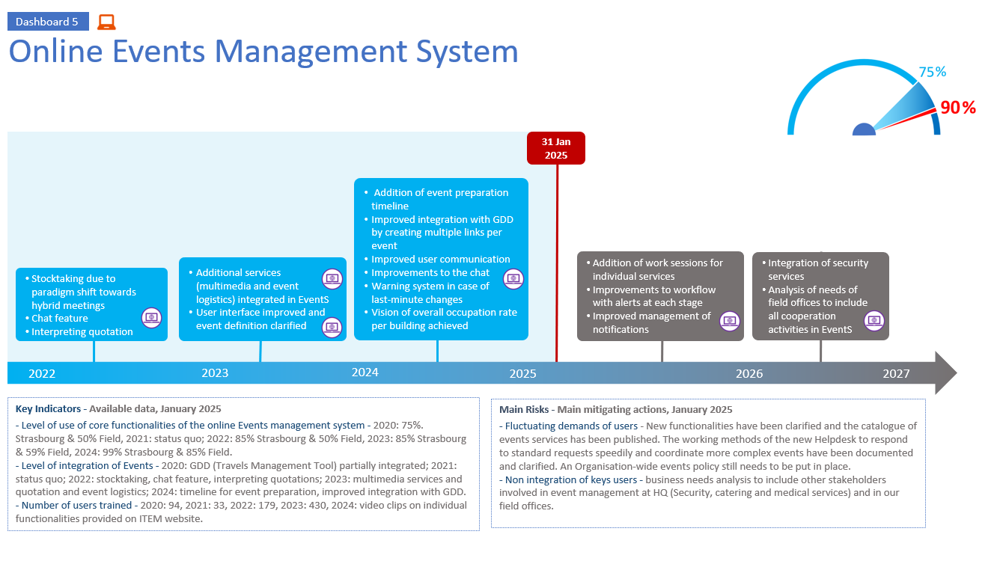 Dashboard 5
Online Events Management System
75%
90%
31 Jan
2025
• Stocktaking due to
paradigm shift towards
hybrid meetings
• Chat feature
• Interpreting quotation
• Additional services
(multimedia and event
logistics) integrated in EventS
• User interface improved and
event definition clarified
• Addition of event preparation
timeline
• Improved integration with GDD
by creating multiple links per
event
• Improved user communication
• Improvements to the chat
• Warning system in case of
last-minute changes
• Vision of overall occupation rate
per building achieved
• Addition of work sessions for
individual services
• Improvements to workflow
with alerts at each stage
• Improved management of
notifications
• Integration of security
services
• Analysis of needs of
field offices to include
all cooperation
activities in EventS
2022
2023
2024
2025
2026
2027
Key Indicators - Available data, January 2025
- Level of use of core functionalities of the online Events management system - 2020: 75%.
Strasbourg & 50% Field, 2021: status quo; 2022: 85% Strasbourg & 50% Field, 2023: 85% Strasbourg
& 59% Field, 2024: 99% Strasbourg & 85% Field.
- Level of integration of Events - 2020: GDD (Travels Management Tool) partially integrated; 2021:
status quo; 2022: stocktaking, chat feature, interpreting quotations; 2023: multimedia services and
quotation and event logistics; 2024: timeline for event preparation, improved integration with GDD.
- Number of users trained - 2020: 94, 2021: 33, 2022: 179, 2023: 430, 2024: video clips on individual
functionalities provided on ITEM website.
Main Risks - Main mitigating actions, January 2025
- Fluctuating demands of users - New functionalities have been clarified and the catalogue of
events services has been published. The working methods of the new Helpdesk to respond
to standard requests speedily and coordinate more complex events have been documented
and clarified. An Organisation-wide events policy still needs to be put in place.
- Non integration of keys users - business needs analysis to include other stakeholders
involved in event management at HQ (Security, catering and medical services) and in our
field offices.